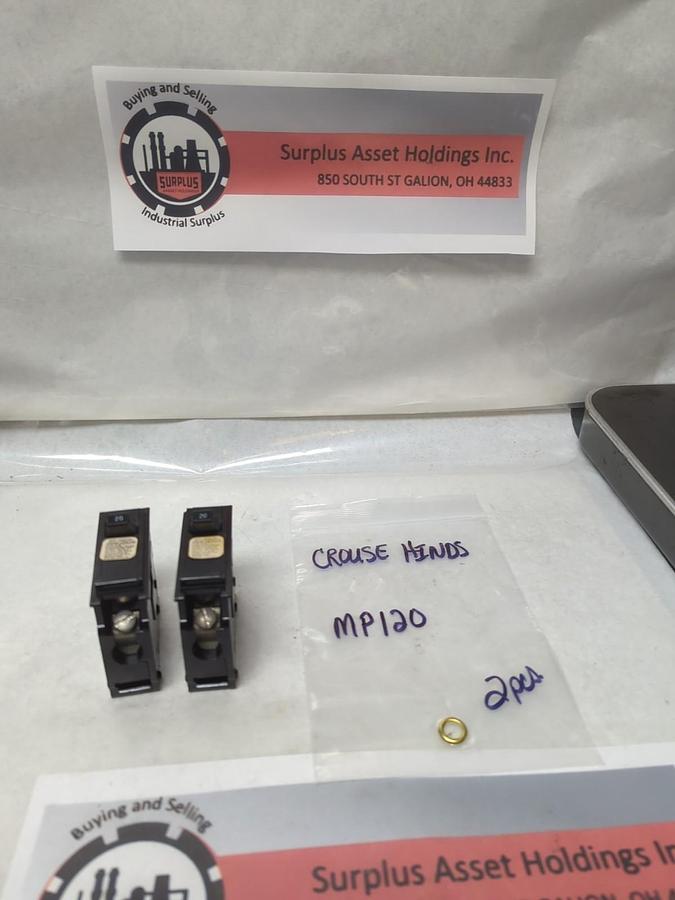 Buying and Selling
SURPLUS
Industrial Surplus
Surplus Asset Holdings Inc.
850 SOUTH ST GALION, OH 44833
20
20
CROUSE HINDS
MP120
2pcs
Buying and Selling
Surplus Asset Holdings